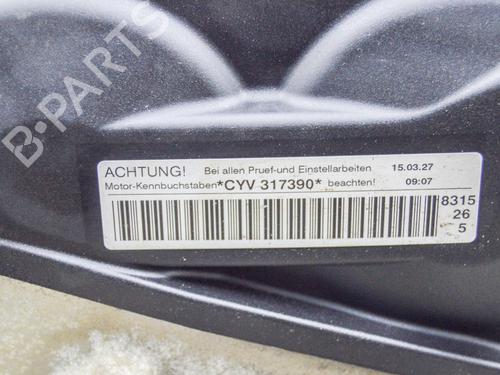 B-PARTS
ACHTUNG! Bei allen Pruef-und Einstellarbeiten 15.03.27
Motor-Kennbuchstaben *CYV 317390* beachten! 09:07
8315
26
5